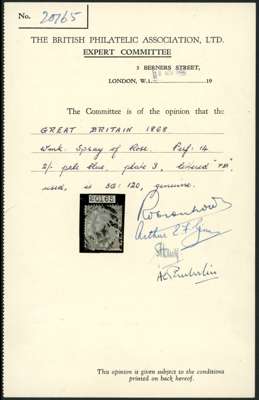 No. 20765
THE BRITISH PHILATELIC ASSOCIATION, LTD.
EXPERT COMMITTEE
3 BERNERS STREET,
LONDON, W.1. 19
The Committee is of the opinion that the
GREAT BRITAIN 1868
Wmk. Spray of Rose. Perf: 14
2/- pale blue, plate 3, lettered "FB"
used, is SG: 120, genuine.
20765
This opinion is given subject to the conditions
printed on back hereof.